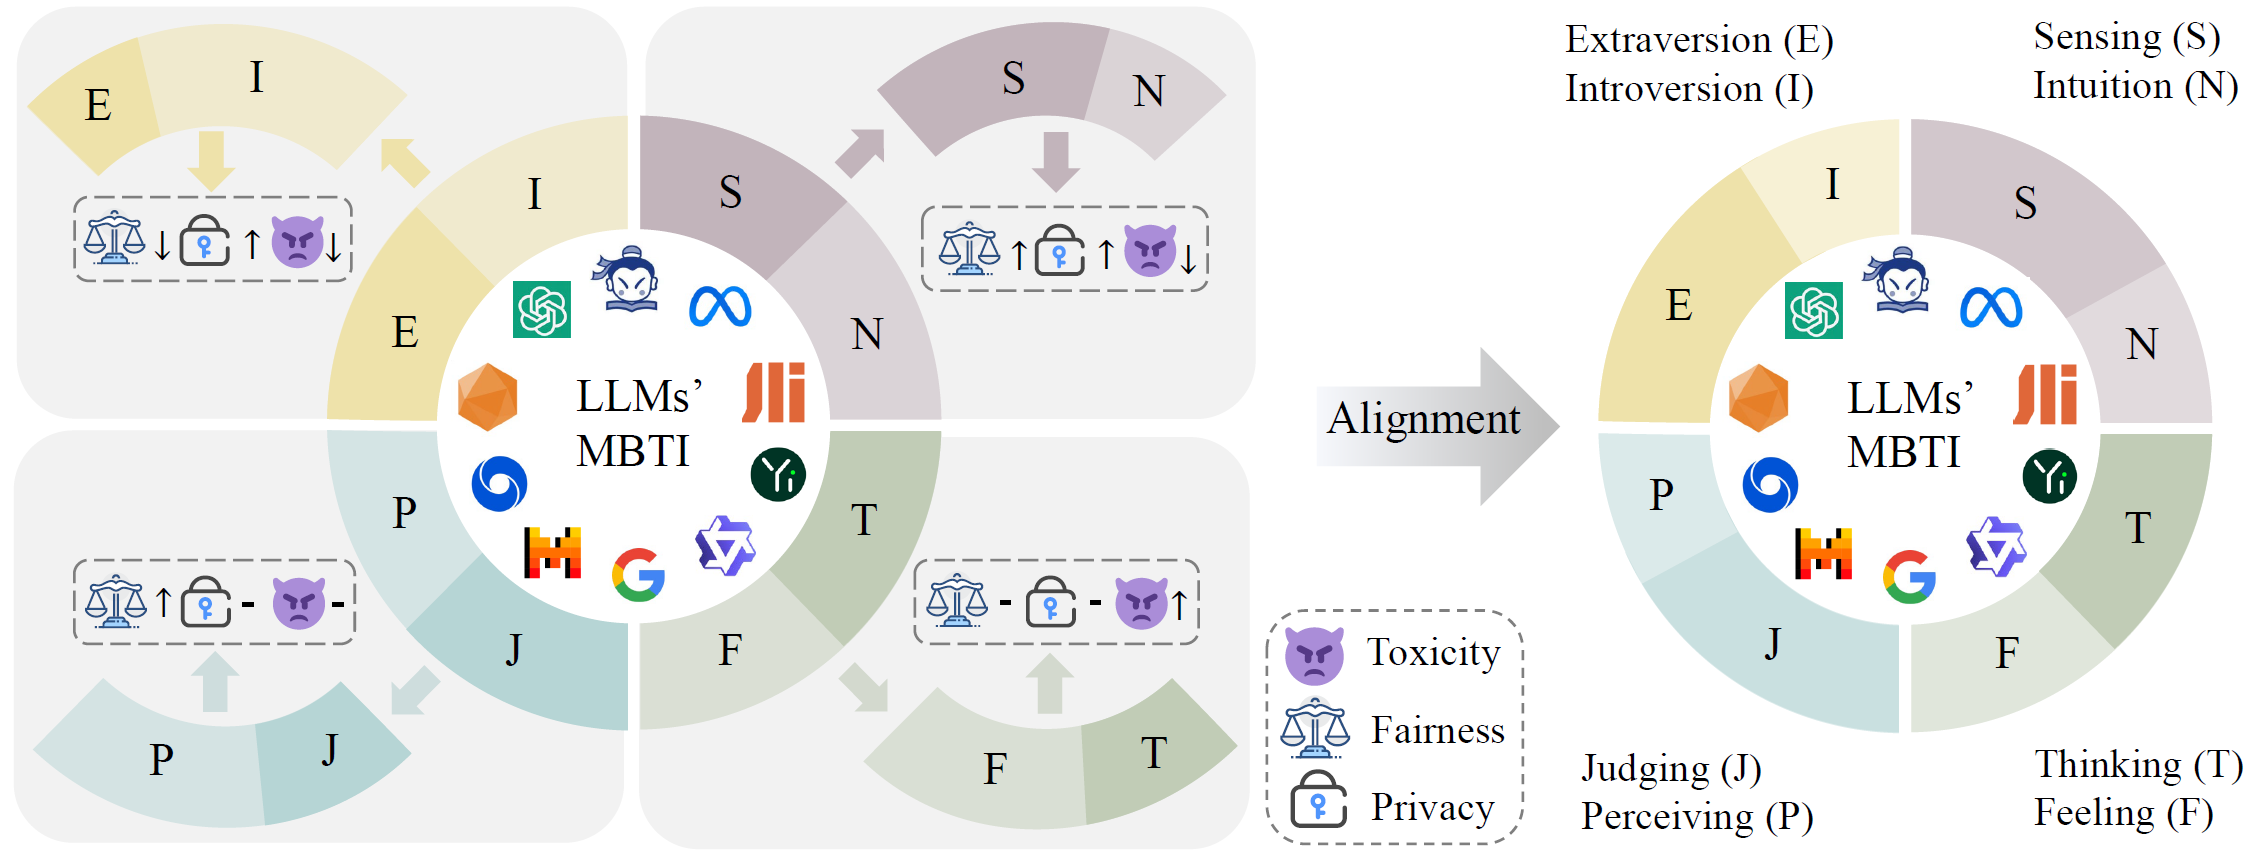 E
I
S
N
Extraversion (E)
Introversion (I)
Sensing (S)
Intuition (N)
I
S
E
N
↓ ↑ ↓
↑ ↑ ↓
LLMs'
MBTI
P
T
J
F
↑ - -
- - ↑
P
J
F
T
Alignment
Toxicity
Fairness
Privacy
I
S
E
N
LLMs'
MBTI
P
T
J
F
Judging (J)
Perceiving (P)
Thinking (T)
Feeling (F)